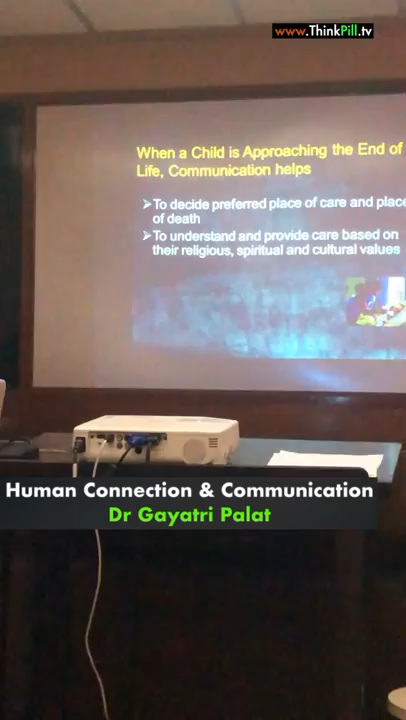 www.ThinkPill.tv
When a Child is Approaching the End of
Life, Communication helps
➤To decide preferred place of care and place
of death
➤To understand and provide care based on
their religious, spiritual and cultural values
Human Connection & Communication
Dr Gayatri Palat